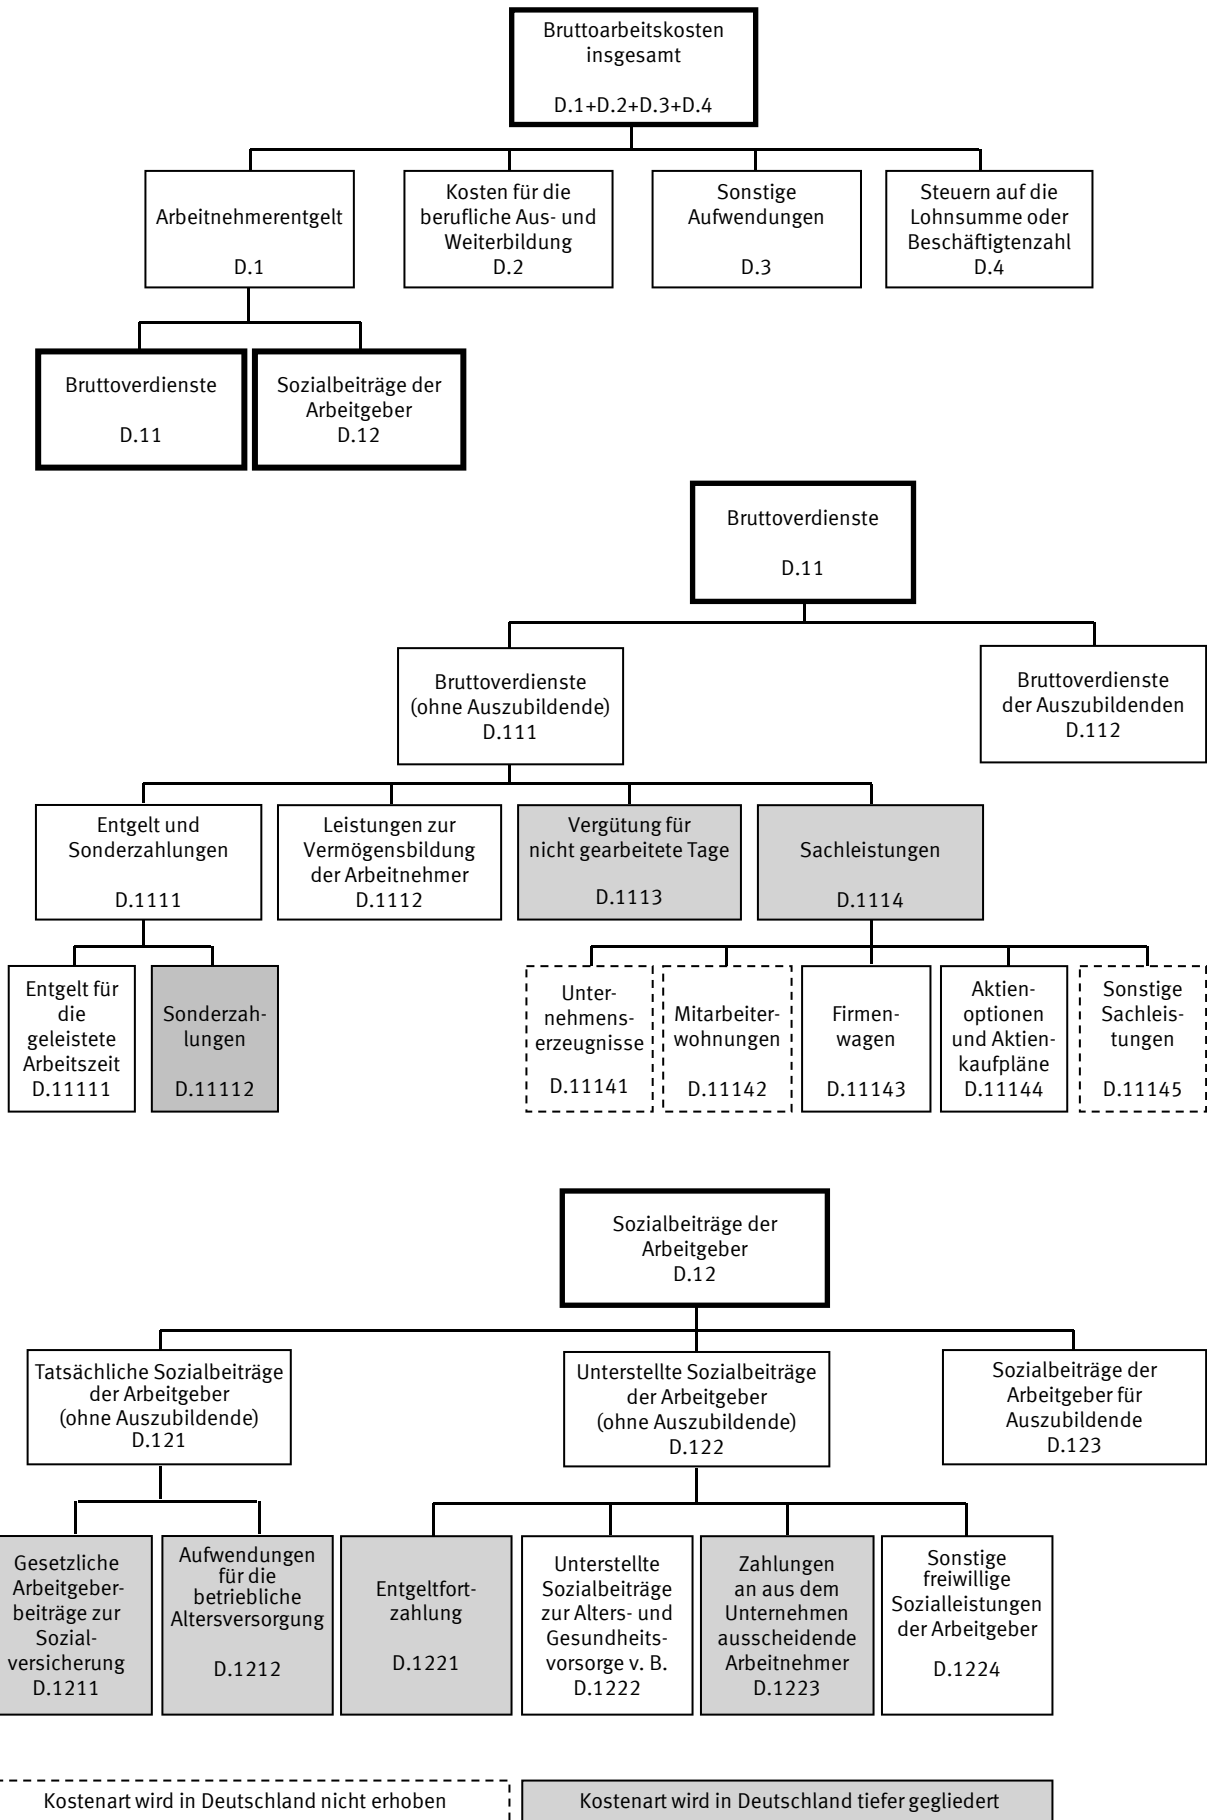 Bruttoarbeitskosten
insgesamt
D.1+D.2+D.3+D.4
Arbeitnehmerentgelt
D.1
Kosten für die
berufliche Aus- und
Weiterbildung
D.2
Sonstige
Aufwendungen
D.3
Steuern auf die
Lohnsumme oder
Beschäftigtenzahl
D.4
Bruttoverdienste
D.11
Sozialbeiträge der
Arbeitgeber
D.12
Bruttoverdienste
D.11
Bruttoverdienste
(ohne Auszubildende)
D.111
Bruttoverdienste
der Auszubildenden
D.112
Entgelt und
Sonderzahlungen
D.1111
Leistungen zur
Vermögensbildung
der Arbeitnehmer
D.1112
Vergütung für
nicht gearbeitete Tage
D.1113
Sachleistungen
D.1114
Entgelt für
die
geleistete
Arbeitszeit
D.11111
Sonderzah-
lungen
D.11112
Unter-
nehmens-
erzeugnisse
D.11141
Mitarbeiter-
wohnungen
D.11142
Firmen-
wagen
D.11143
Aktien-
optionen
und Aktien-
kaufpläne
D.11144
Sonstige
Sachleis-
tungen
D.11145
Sozialbeiträge der
Arbeitgeber
D.12
Tatsächliche Sozialbeiträge
der Arbeitgeber
(ohne Auszubildende)
D.121
Unterstellte Sozialbeiträge
der Arbeitgeber
(ohne Auszubildende)
D.122
Sozialbeiträge der
Arbeitgeber für
Auszubildende
D.123
Gesetzliche
Arbeitgeber-
beiträge zur
Sozial-
versicherung
D.1211
Aufwendungen
für die
betriebliche
Altersversorgung
D.1212
Entgeltfort-
zahlung
D.1221
Unterstellte
Sozialbeiträge
zur Alters- und
Gesundheits-
vorsorge v. B.
D.1222
Zahlungen
an aus dem
Unternehmen
ausscheidende
Arbeitnehmer
D.1223
Sonstige
freiwillige
Sozialleistungen
der Arbeitgeber
D.1224
Kostenart wird in Deutschland nicht erhoben
Kostenart wird in Deutschland tiefer gegliedert